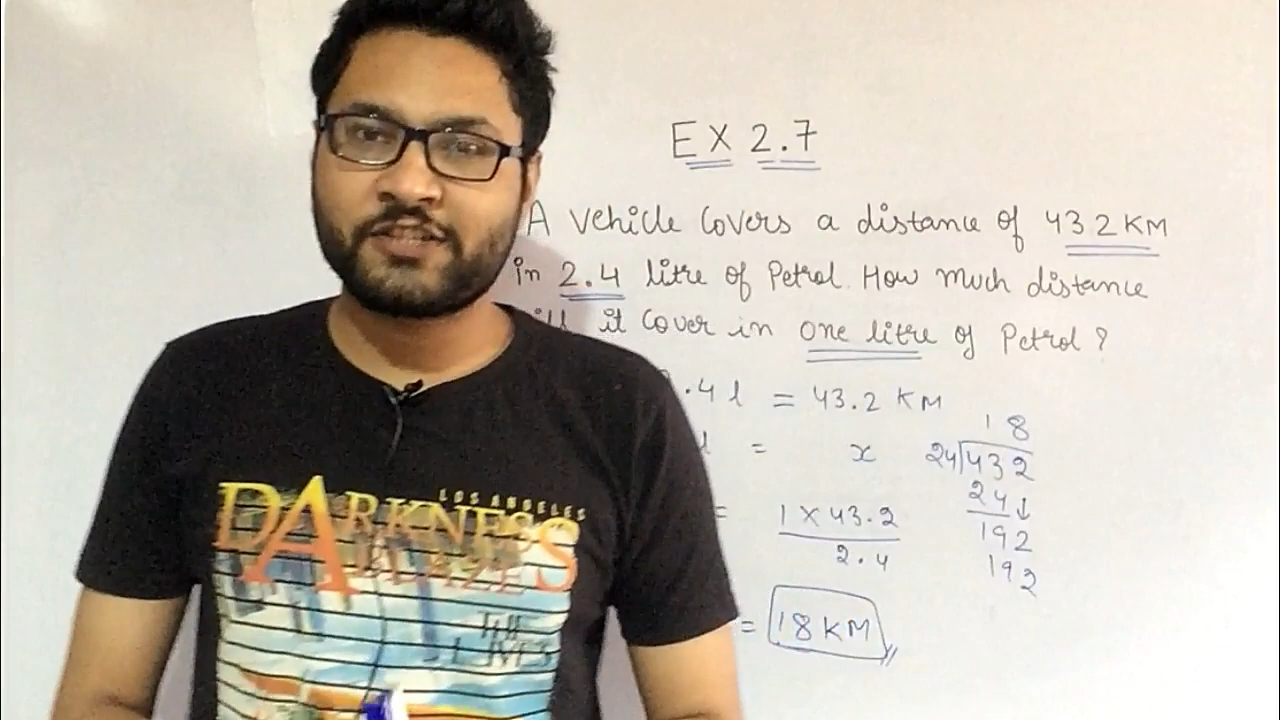 EX 2.7
A vehicle covers a distance of 43.2 KM
in 2.4 litre of Petrol. How much distance
it cover in one litre of Petrol?
.4 l = 43.2 KM
l = x
= 1 X 43.2
2.4
= 18 KM
18
24 432
24↓
192
192
LOS ANGELES
DARKNESS